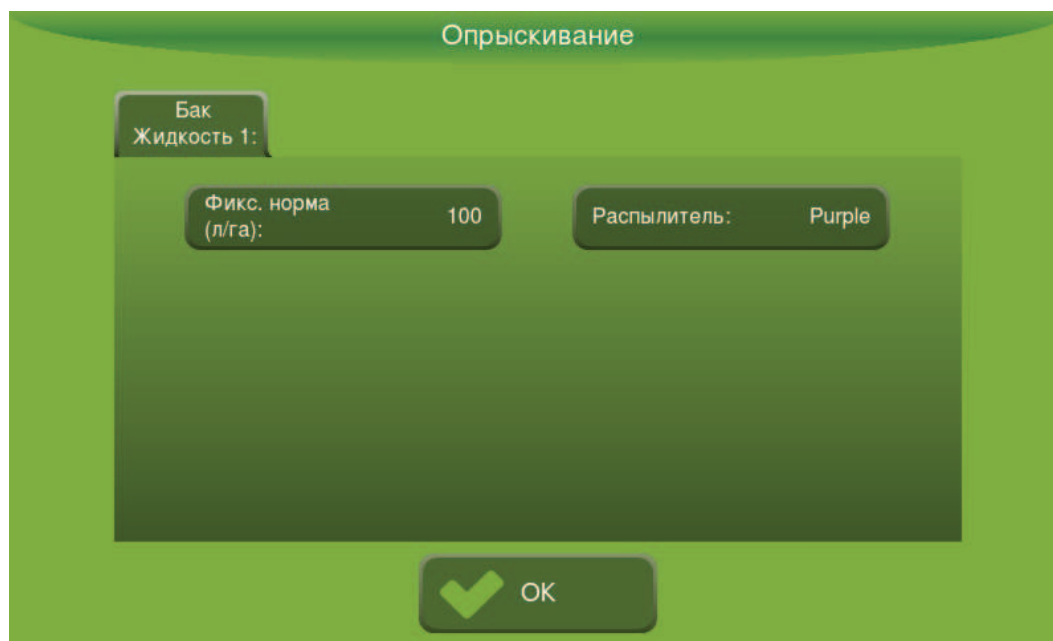 Опрыскивание
Бак
Жидкость 1:
Фикс. норма
(л/га):
100
Распылитель:
Purple
OK